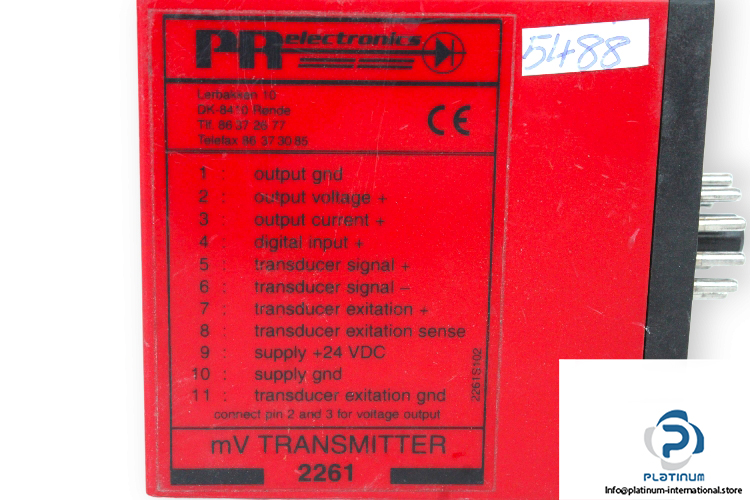 PR electronics
5488
Lerbakken 10
DK-8410 Rønde
Tlf. 86 37 26 77
Telefax 86 37 30 85
CE
1 : output gnd
2 : output voltage +
3 : output current +
4 : digital input +
5 : transducer signal +
6 : transducer signal –
7 : transducer exitation +
8 : transducer exitation sense
9 : supply +24 VDC
10 : supply gnd
11 : transducer exitation gnd
connect pin 2 and 3 for voltage output
2261S102
mV TRANSMITTER
2261
PLATINUM
Info@platinum-international.store